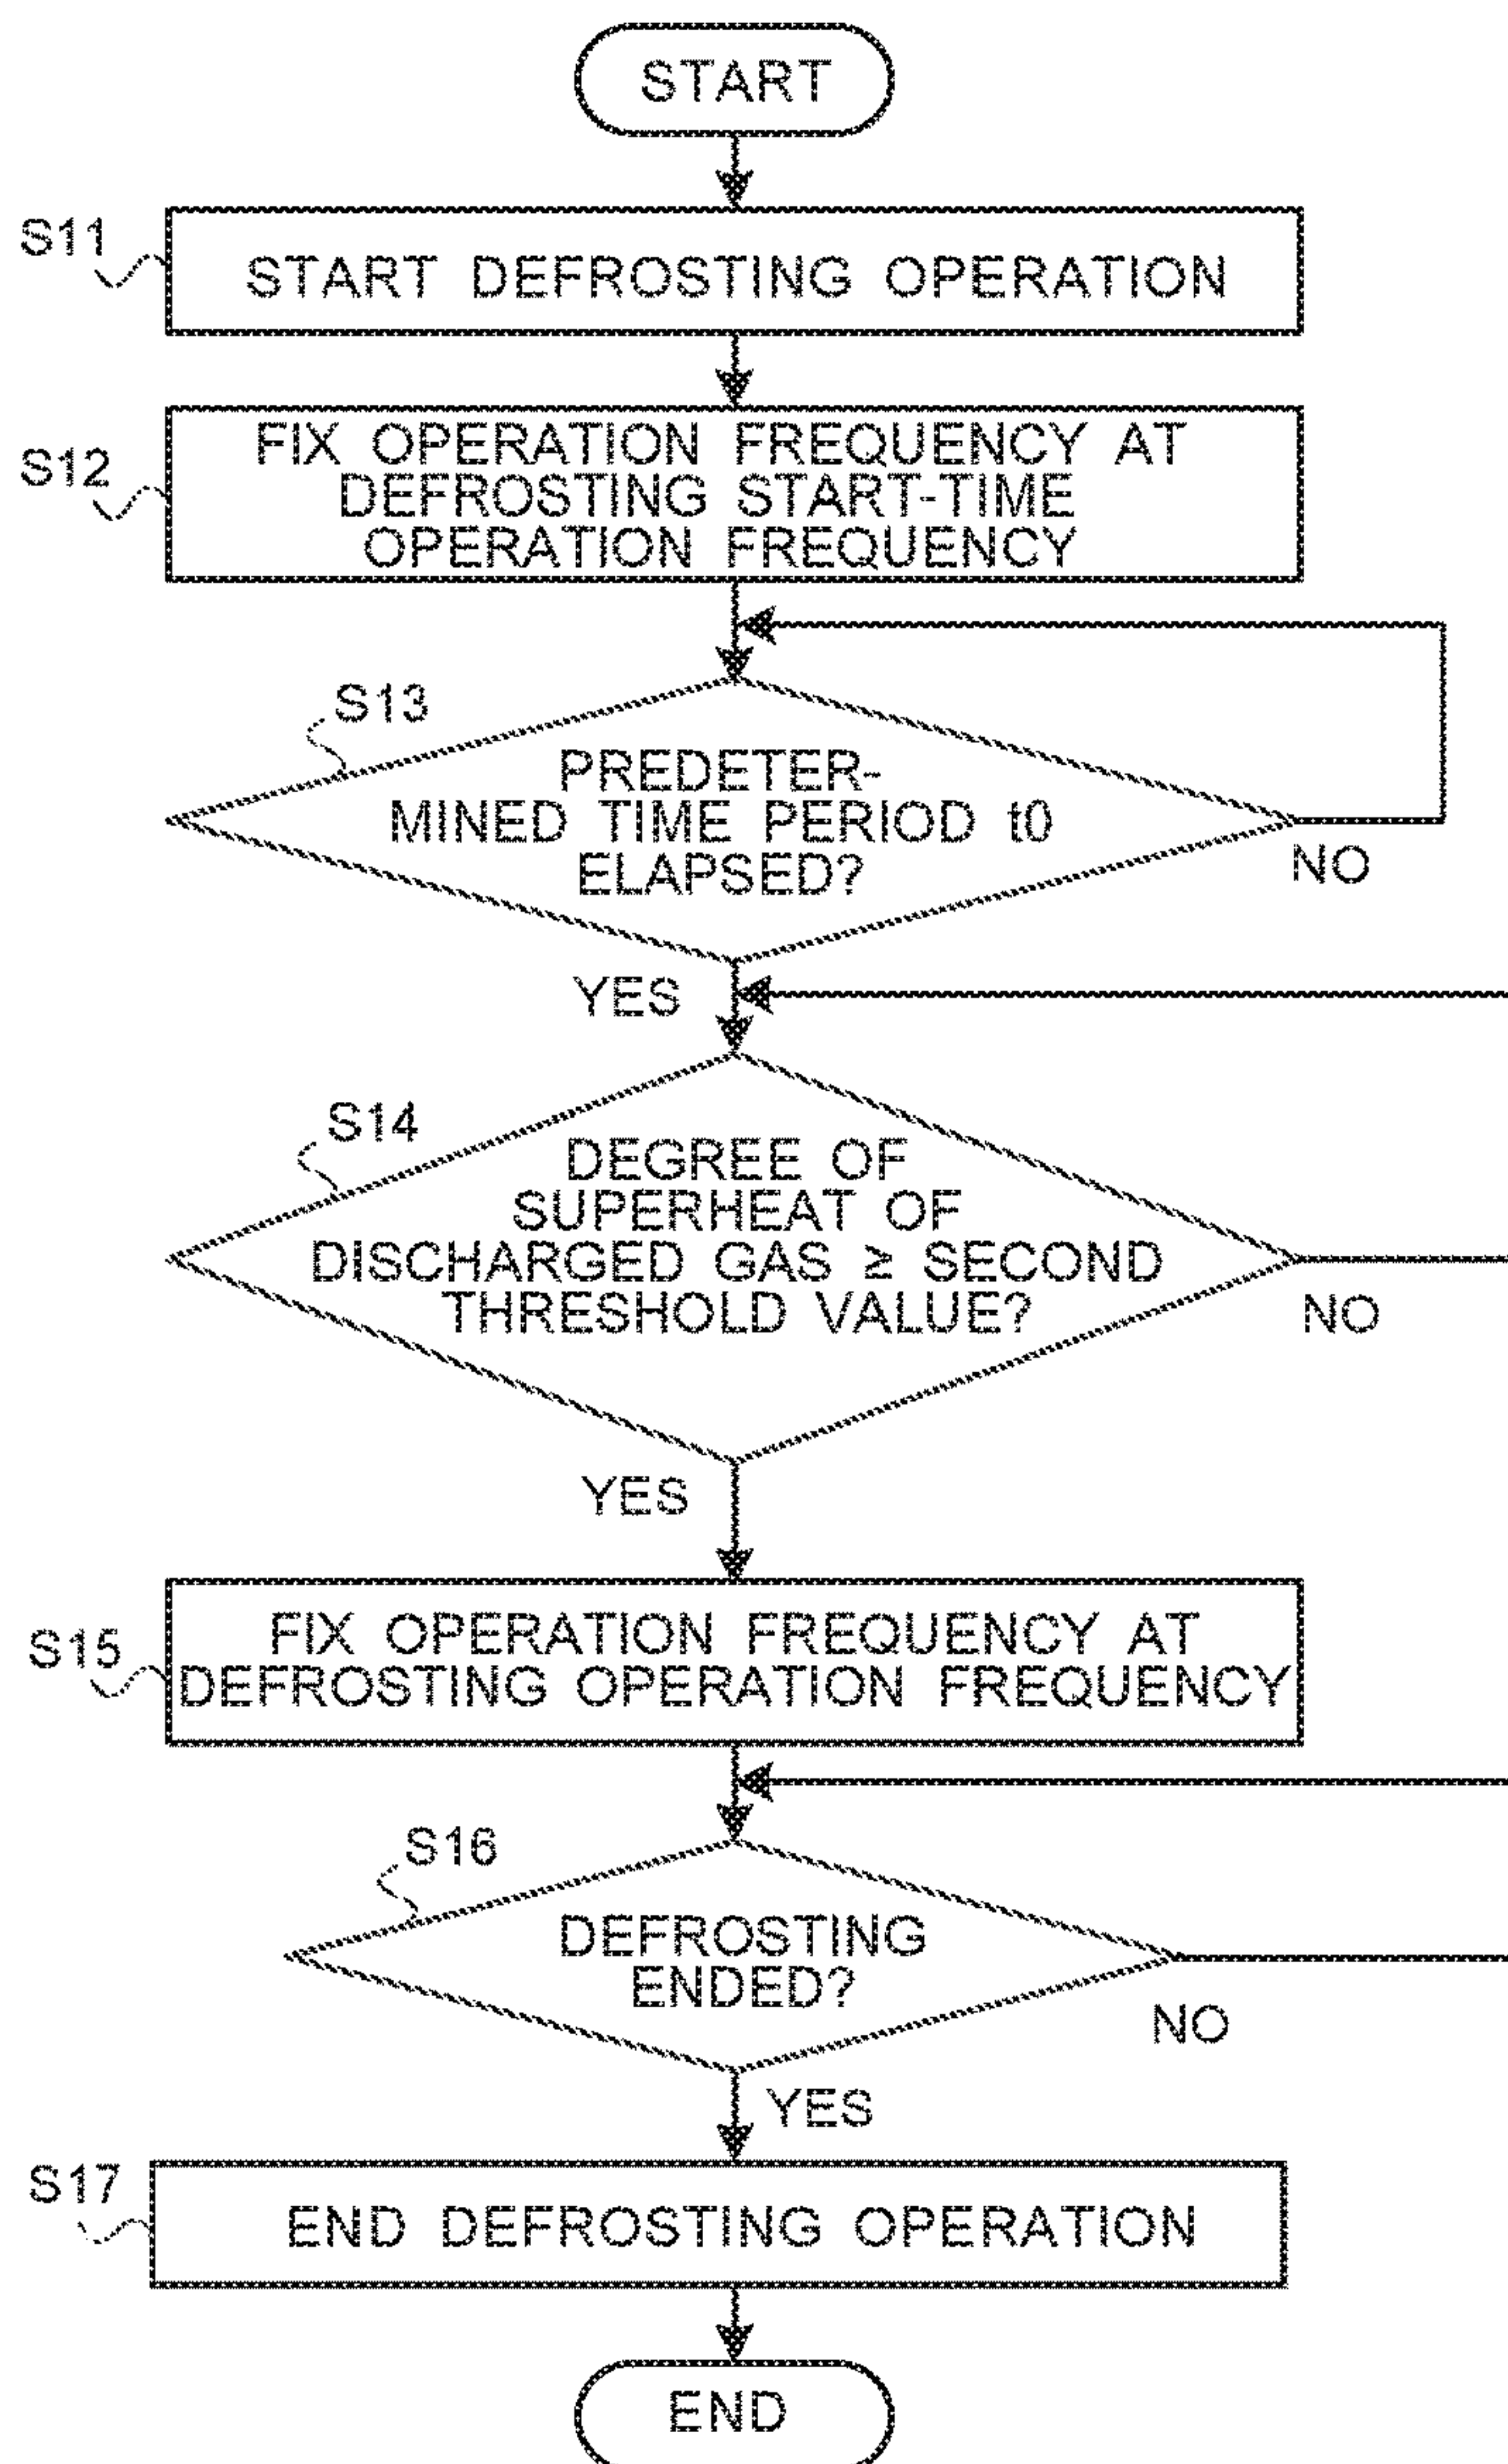 START
S11
START DEFROSTING OPERATION
S12
FIX OPERATION FREQUENCY AT
DEFROSTING START-TIME
OPERATION FREQUENCY
S13
PREDETER-
MINED TIME PERIOD t0
ELAPSED?
NO
YES
S14
DEGREE OF
SUPERHEAT OF
DISCHARGED GAS ≥ SECOND
THRESHOLD VALUE?
NO
YES
S15
FIX OPERATION FREQUENCY AT
DEFROSTING OPERATION FREQUENCY
S16
DEFROSTING
ENDED?
NO
YES
S17
END DEFROSTING OPERATION
END